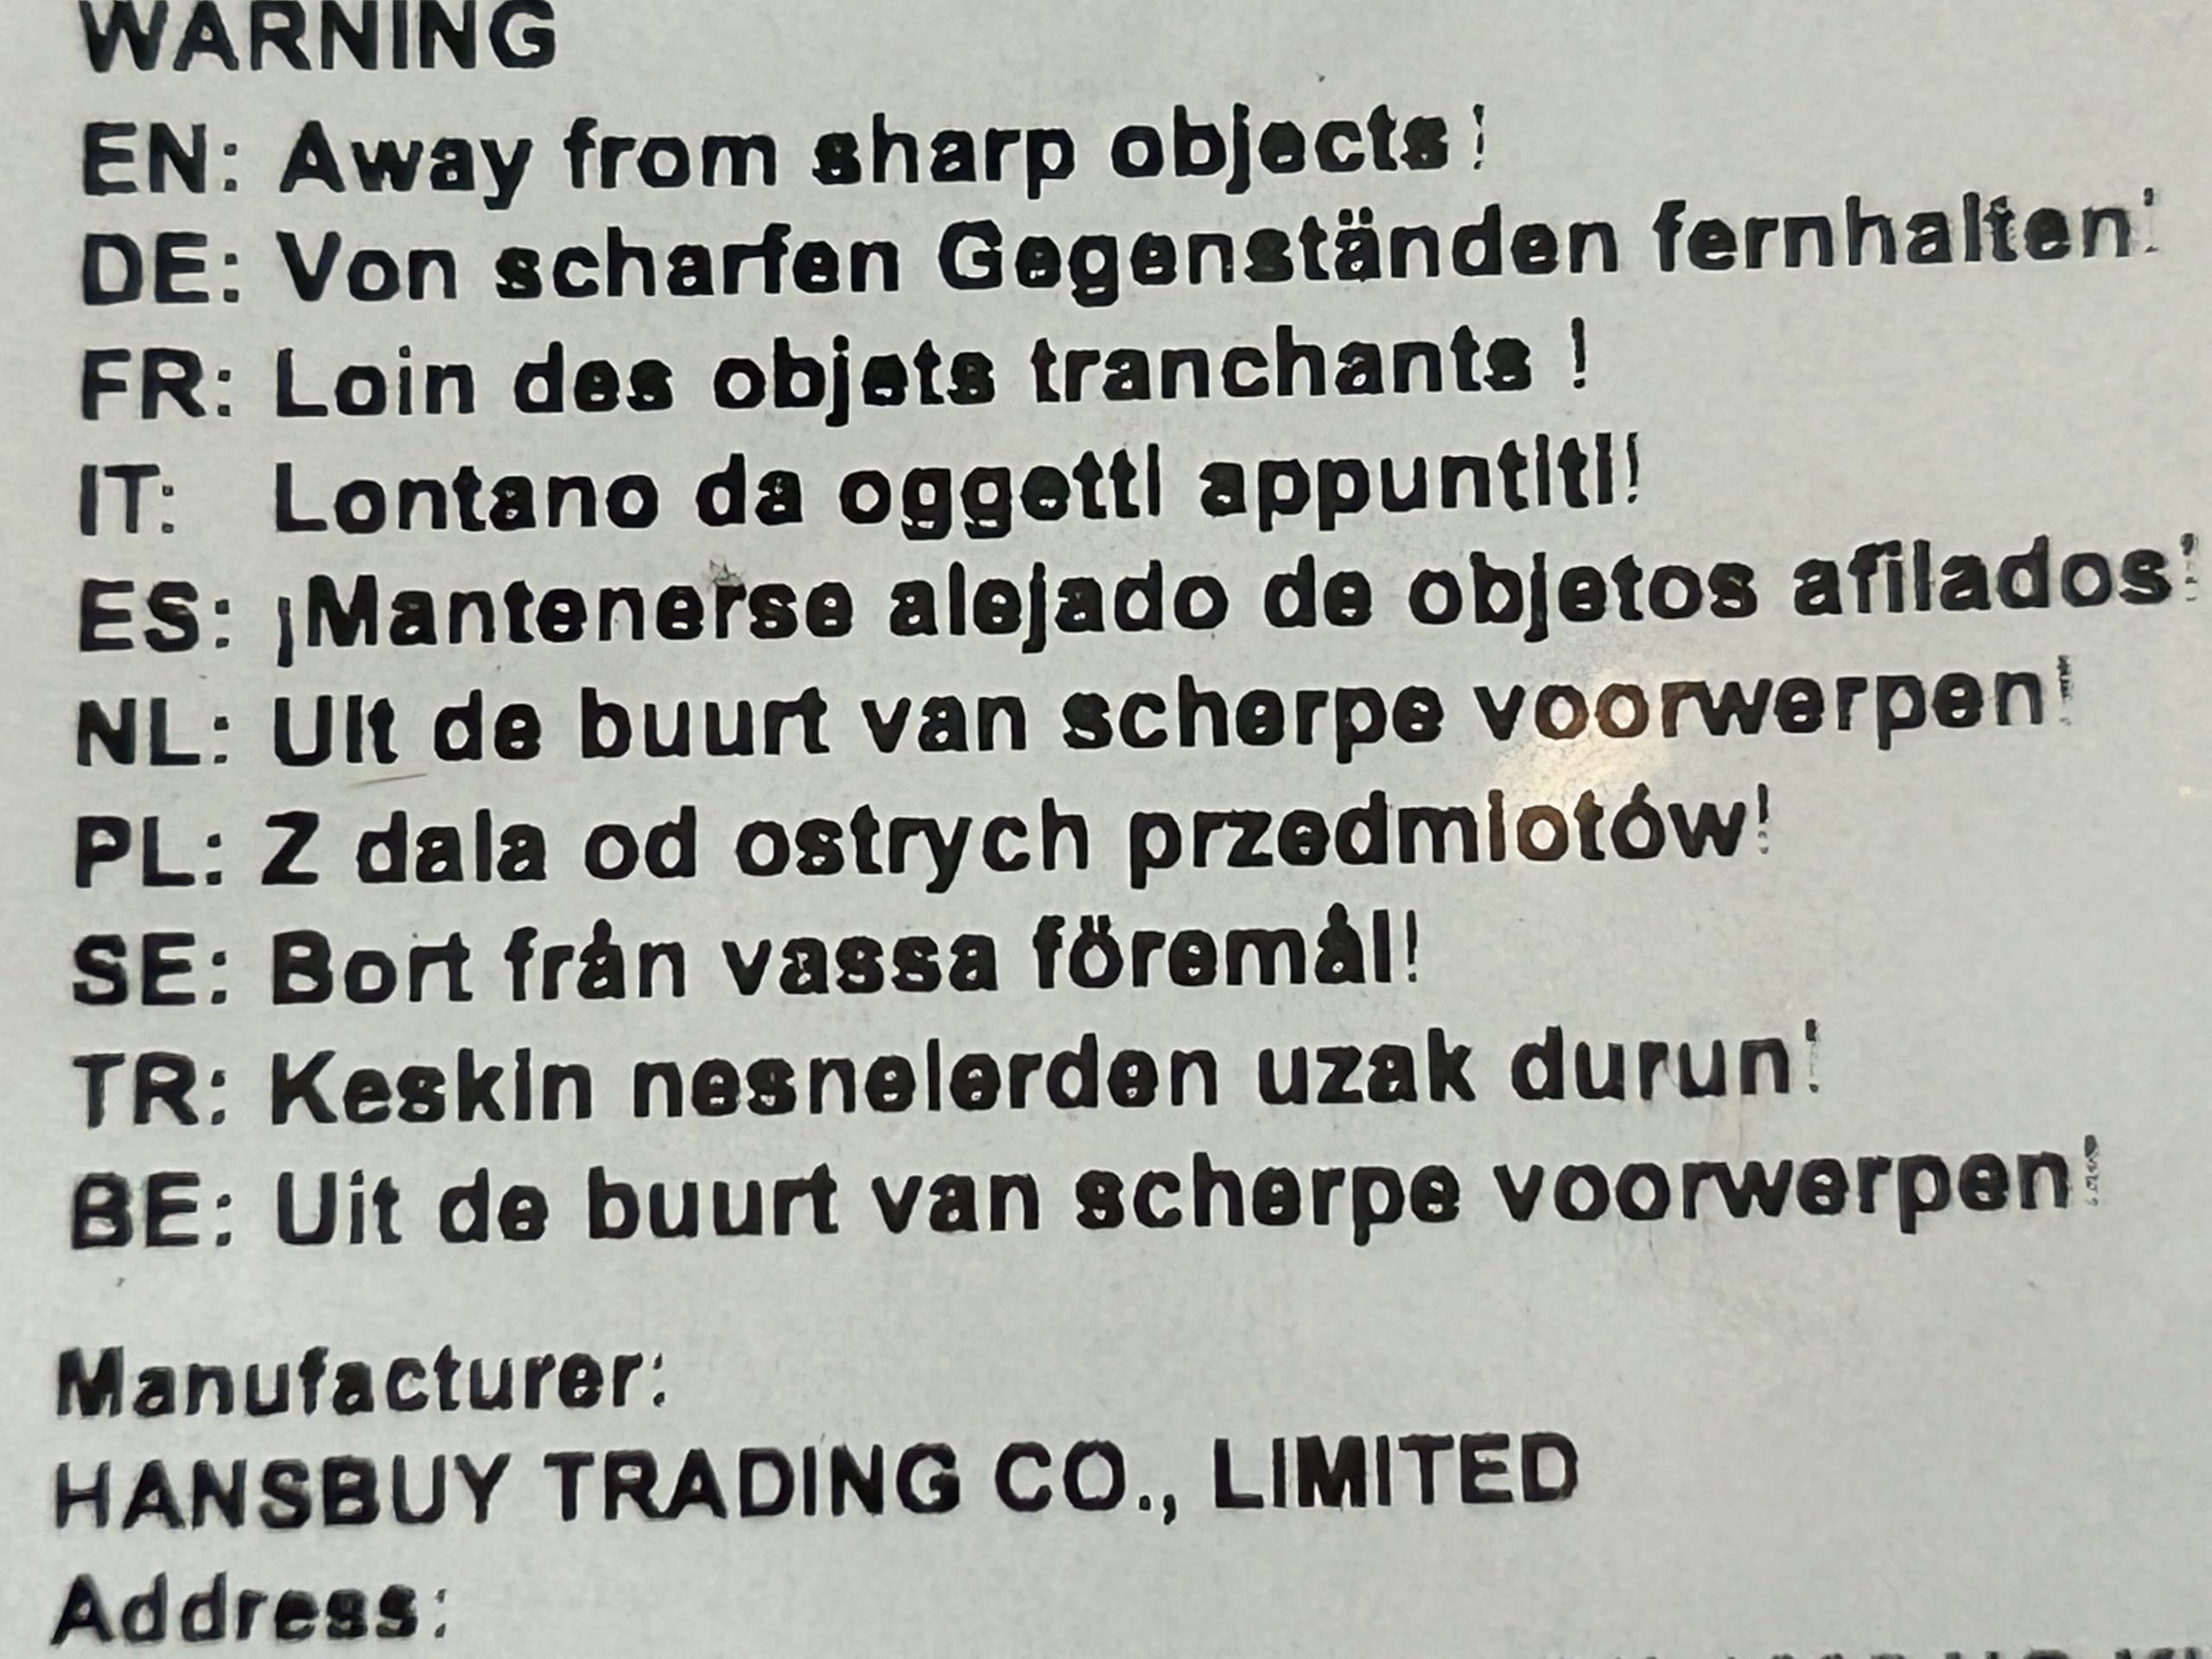 WARNING
EN: Away from sharp objects!
DE: Von scharfen Gegenständen fernhalten!
FR: Loin des objets tranchants !
IT: Lontano da oggetti appuntiti!
ES: ¡Mantenerse alejado de objetos afilados!
NL: Uit de buurt van scherpe voorwerpen!
PL: Z dala od ostrych przedmiotów!
SE: Bort från vassa föremål!
TR: Keskin nesnelerden uzak durun!
BE: Uit de buurt van scherpe voorwerpen!
Manufacturer:
HANSBUY TRADING CO., LIMITED
Address: